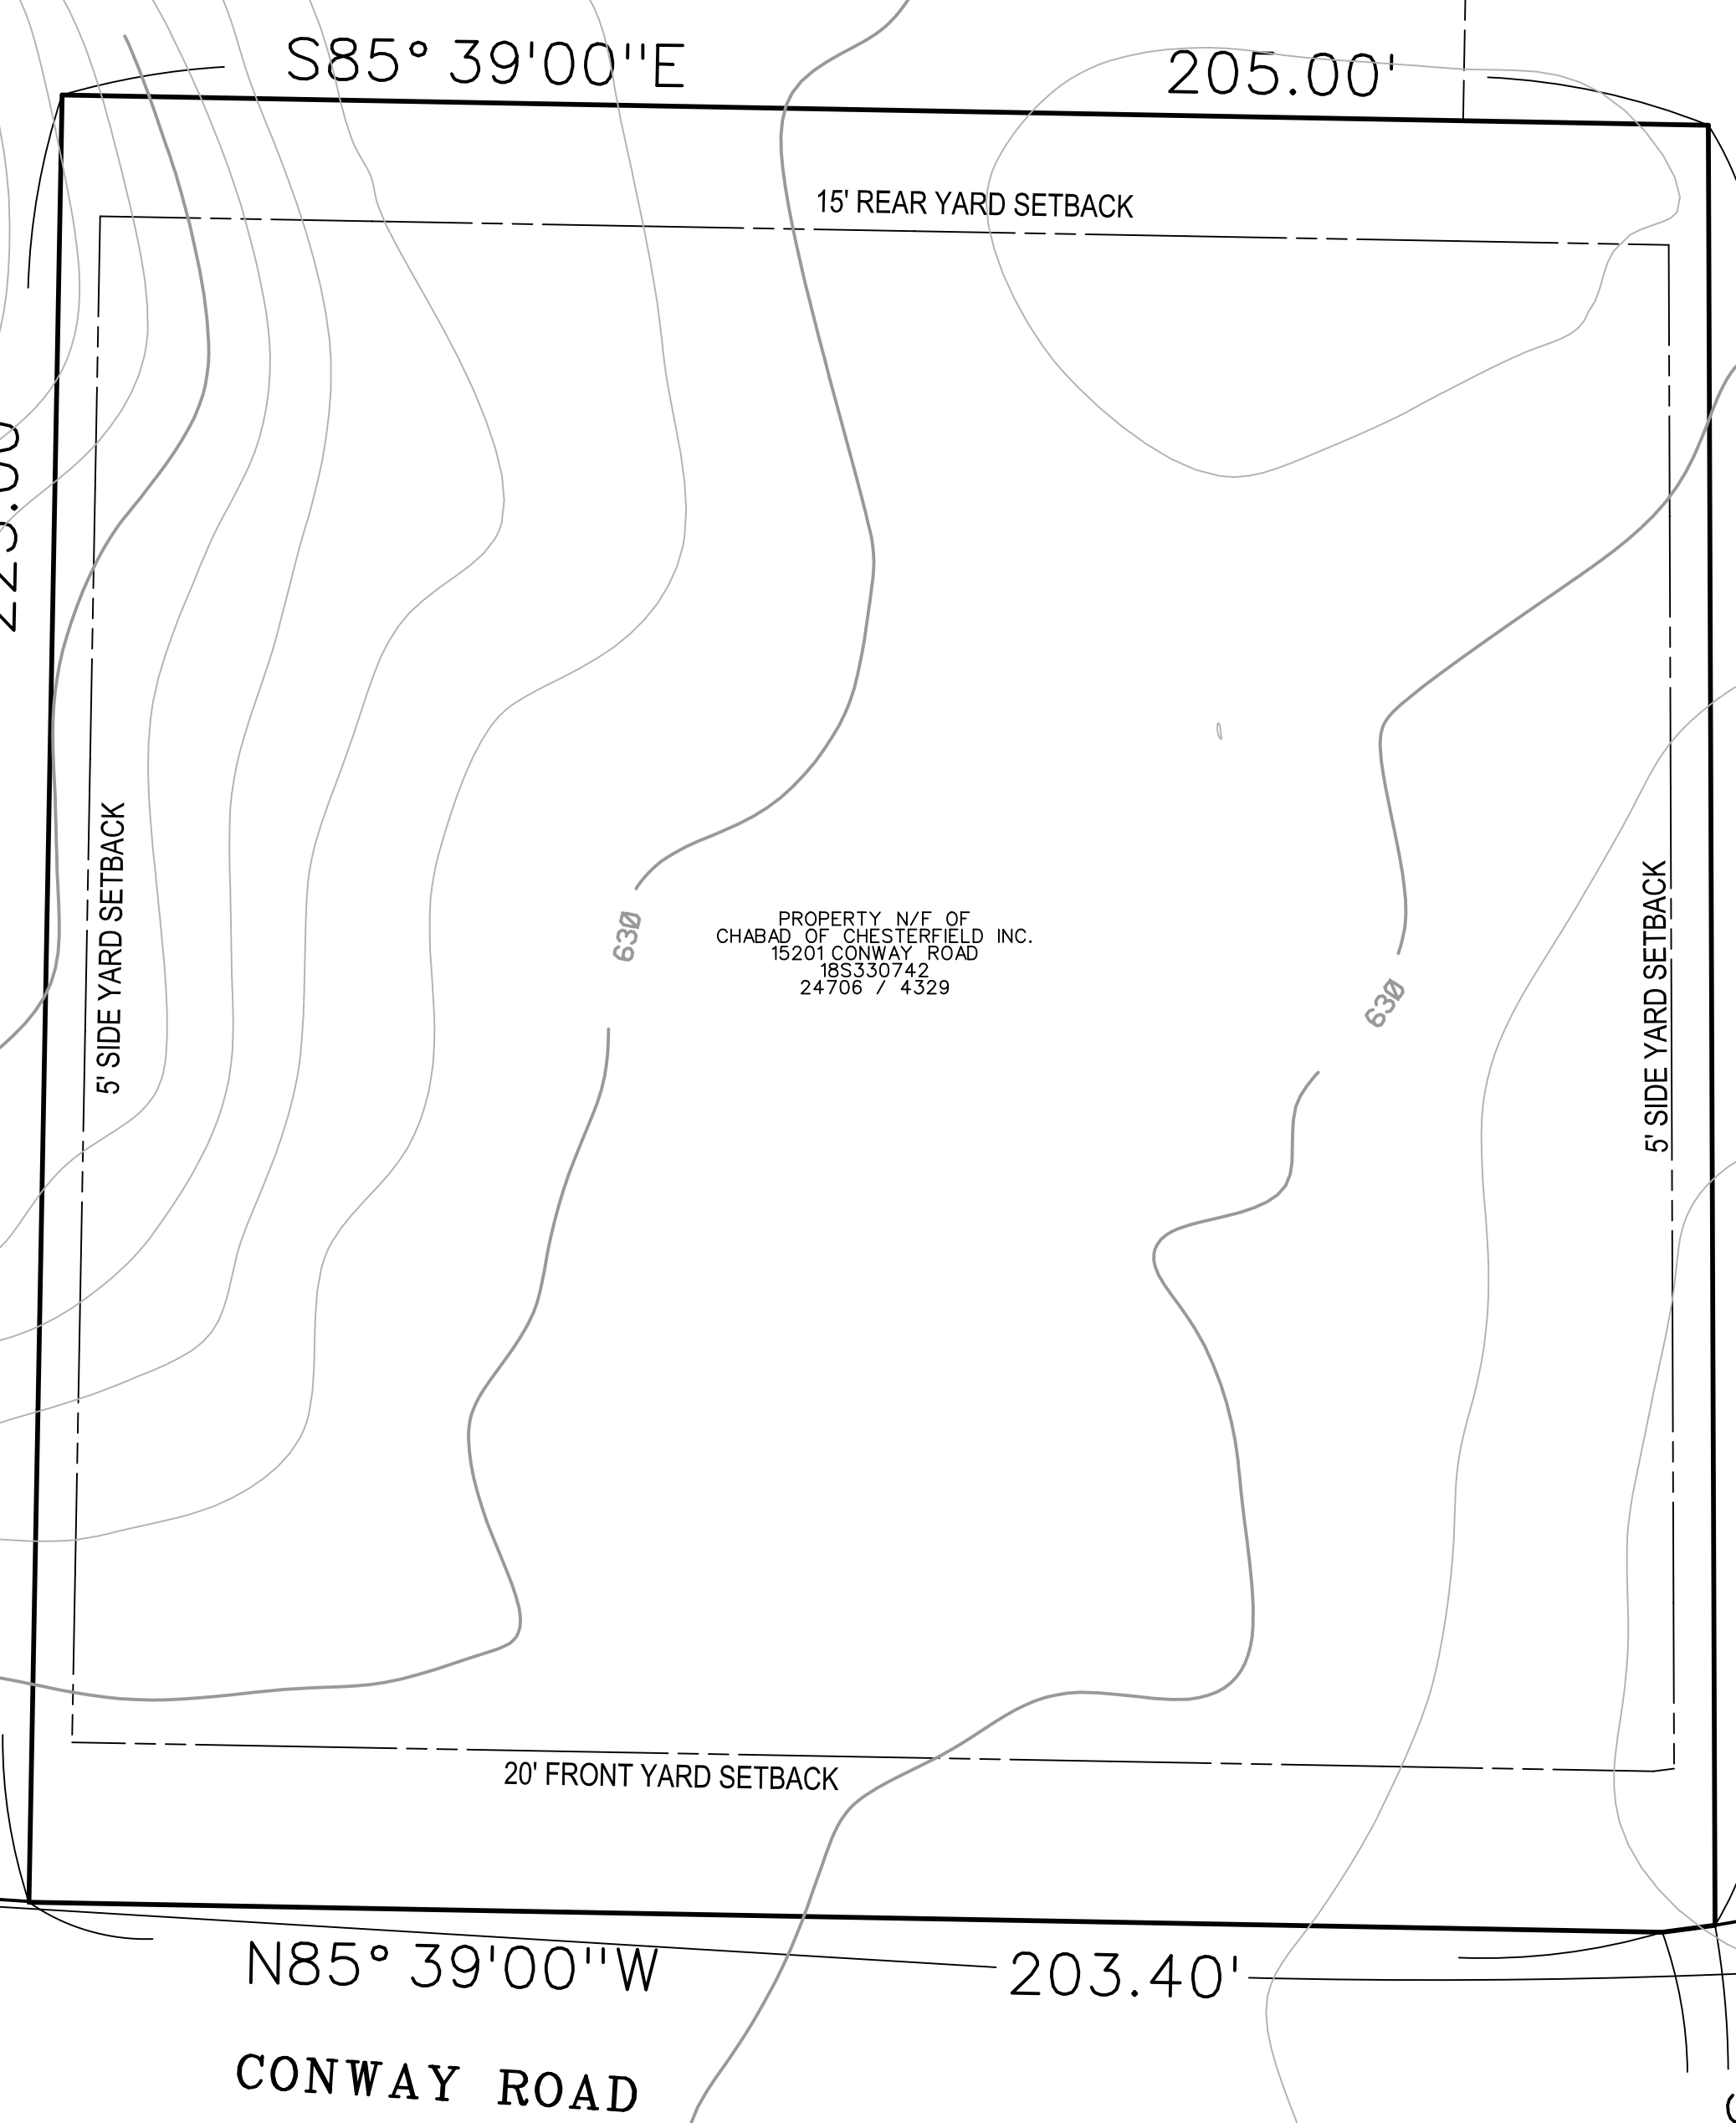 S85°39'00"E
205.00'
15' REAR YARD SETBACK
5' SIDE YARD SETBACK
630
PROPERTY N/F OF
CHABAD OF CHESTERFIELD INC.
15201 CONWAY ROAD
18S330742
24706 / 4329
630
5' SIDE YARD SETBACK
20' FRONT YARD SETBACK
N85°39'00"W
203.40'
CONWAY ROAD